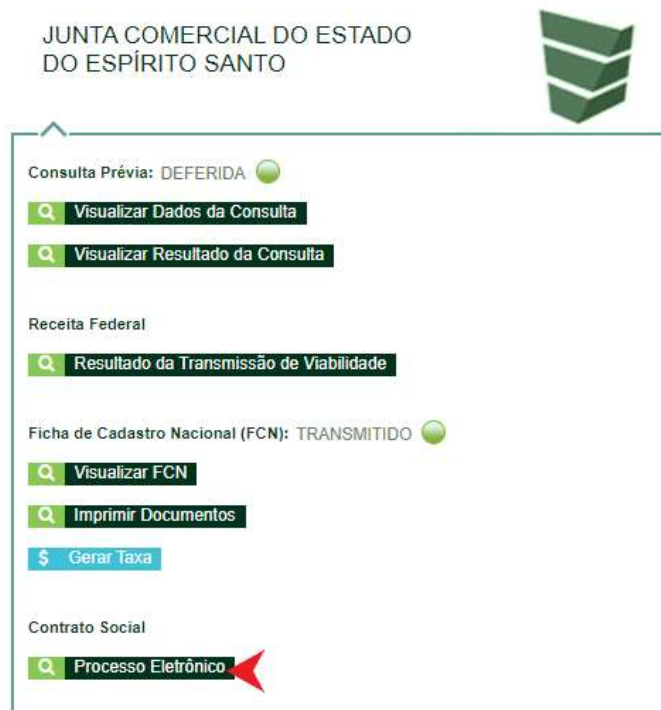 JUNTA COMERCIAL DO ESTADO
DO ESPÍRITO SANTO
Consulta Prévia: DEFERIDA
Visualizar Dados da Consulta
Visualizar Resultado da Consulta
Receita Federal
Resultado da Transmissão de Viabilidade
Ficha de Cadastro Nacional (FCN): TRANSMITIDO
Visualizar FCN
Imprimir Documentos
$ Gerar Taxa
Contrato Social
Processo Eletrônico